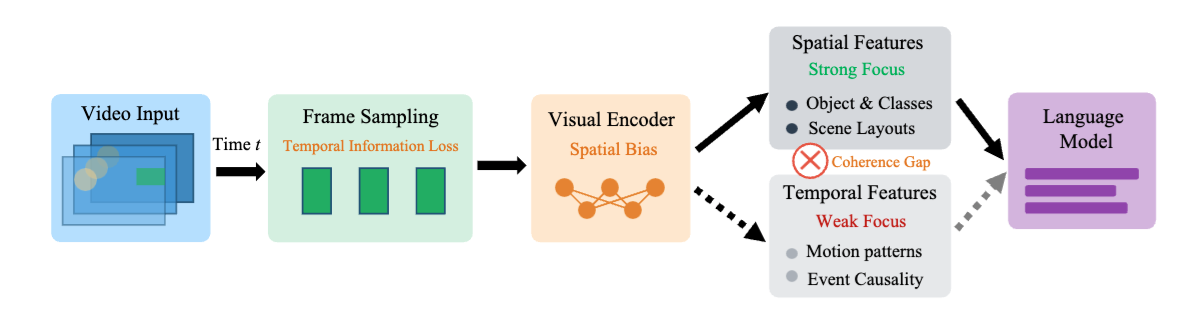 Video Input
Time t
Frame Sampling
Temporal Information Loss
Visual Encoder
Spatial Bias
Spatial Features
Strong Focus
Object & Classes
Scene Layouts
Coherence Gap
Temporal Features
Weak Focus
Motion patterns
Event Causality
Language
Model